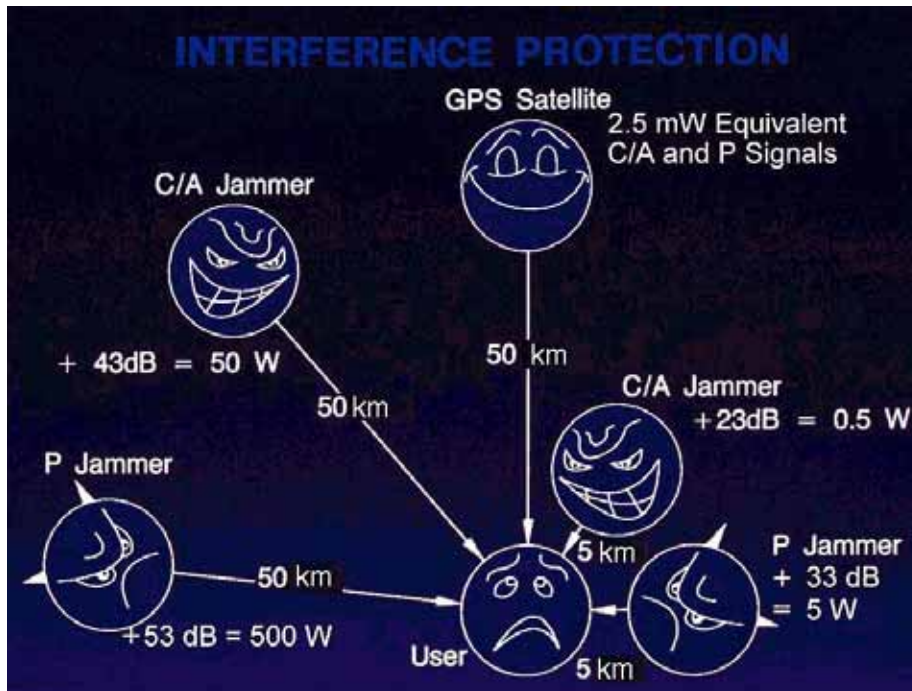 INTERFERENCE PROTECTION
GPS Satellite
2.5 mW Equivalent
C/A and P Signals
C/A Jammer
+ 43dB = 50 W
50 km
50 km
C/A Jammer
+23dB = 0.5 W
P Jammer
50 km
+53 dB = 500 W
5 km
P Jammer
+ 33 dB
= 5 W
User
5 km